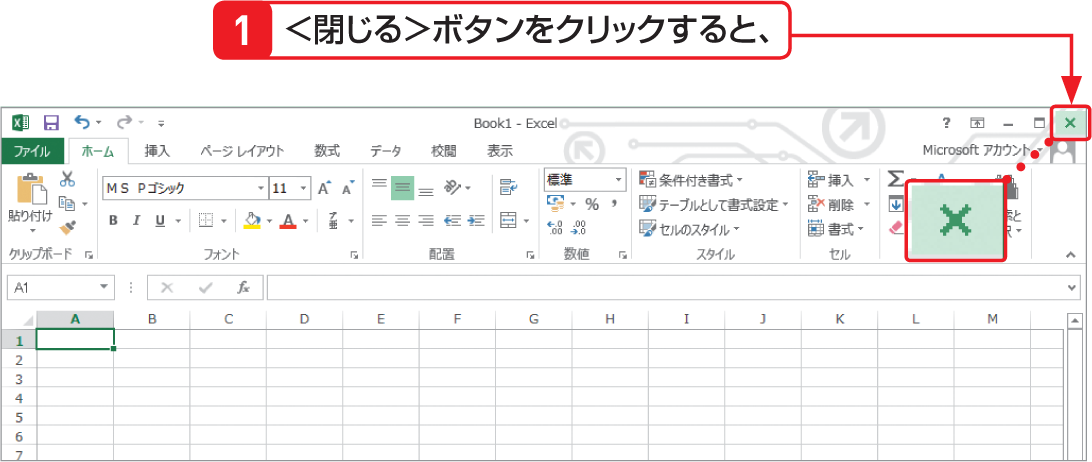 1 ＜閉じる＞ボタンをクリックすると、
Book1 - Excel
?
ファイル ホーム 挿入 ページ レイアウト 数式 データ 校閲 表示 Microsoft アカウント
貼り付け
ＭＳ Ｐゴシック 11 A A
B I U A
クリップボード フォント 配置
標準
% ,
.00 .00
数値
条件付き書式
テーブルとして書式設定
セルのスタイル
スタイル
挿入
削除
書式
セル
Σ
A1 fx
A B C D E F G H I J K L M
1
2
3
4
5
6
7